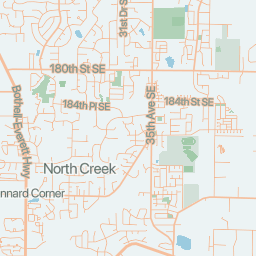 31st Dr S
180th St SE
184th Pl SE
184th St SE
Bothell-Everett Hwy
35th Ave SE
North Creek
nnard Corner